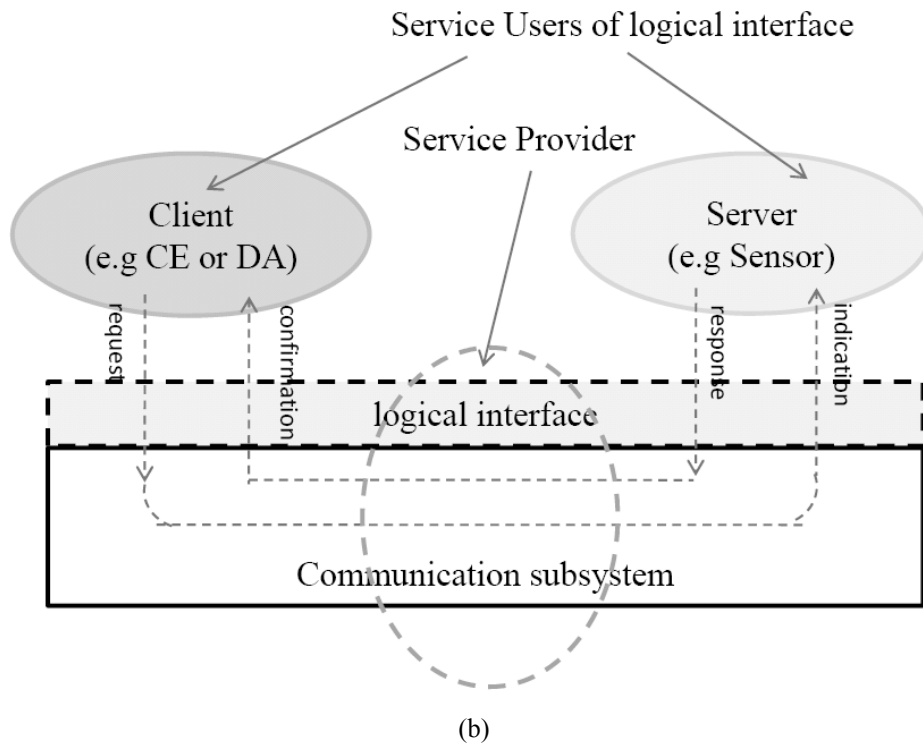 Service Users of logical interface
Service Provider
Client
(e.g CE or DA)
Server
(e.g Sensor)
request
confirmation
response
indication
logical interface
Communication subsystem
(b)